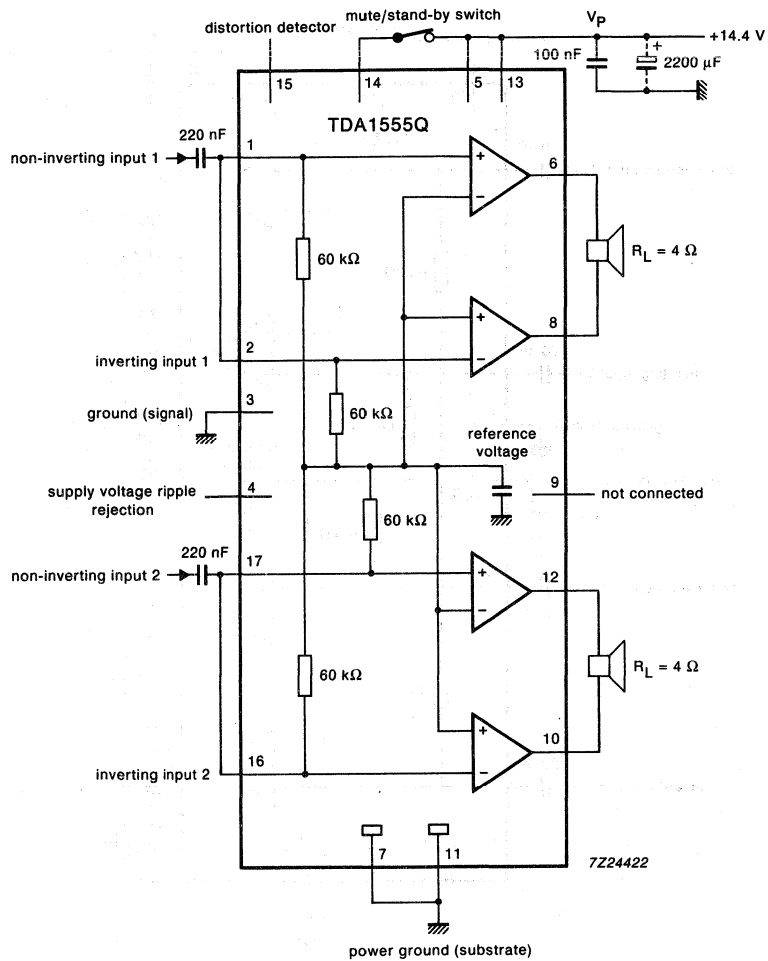 mute/stand-by switch
distortion detector
VP
+14.4 V
100 nF
+
2200 µF
15
14
5
13
TDA1555Q
220 nF
non-inverting input 1
1
+
6
−
60 kΩ
RL = 4 Ω
+
8
inverting input 1
2
−
3
ground (signal)
60 kΩ
reference
voltage
supply voltage ripple
rejection
4
9
not connected
60 kΩ
220 nF
non-inverting input 2
17
+
12
−
60 kΩ
RL = 4 Ω
+
10
inverting input 2
16
−
7
11
7Z24422
power ground (substrate)